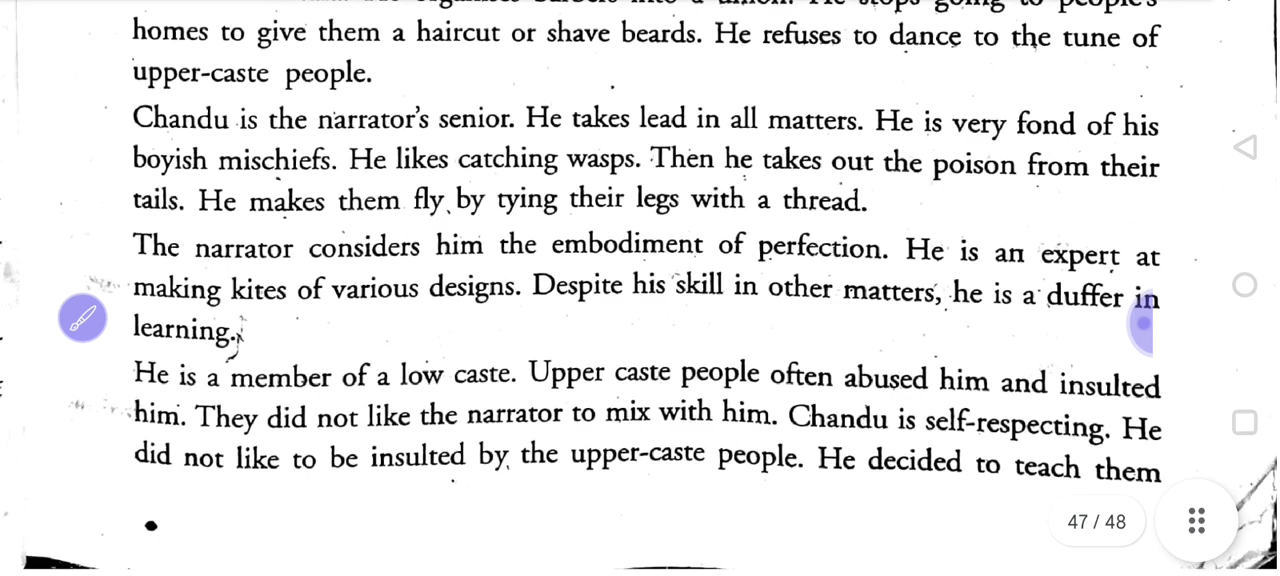 homes to give them a haircut or shave beards. He refuses to dance to the tune of
upper-caste people.
Chandu is the narrator's senior. He takes lead in all matters. He is very fond of his
boyish mischiefs. He likes catching wasps. Then he takes out the poison from their
tails. He makes them fly by tying their legs with a thread.
The narrator considers him the embodiment of perfection. He is an expert at
making kites of various designs. Despite his skill in other matters, he is a duffer in
learning.
He is a member of a low caste. Upper caste people often abused him and insulted
him. They did not like the narrator to mix with him. Chandu is self-respecting. He
did not like to be insulted by the upper-caste people. He decided to teach them
47 / 48